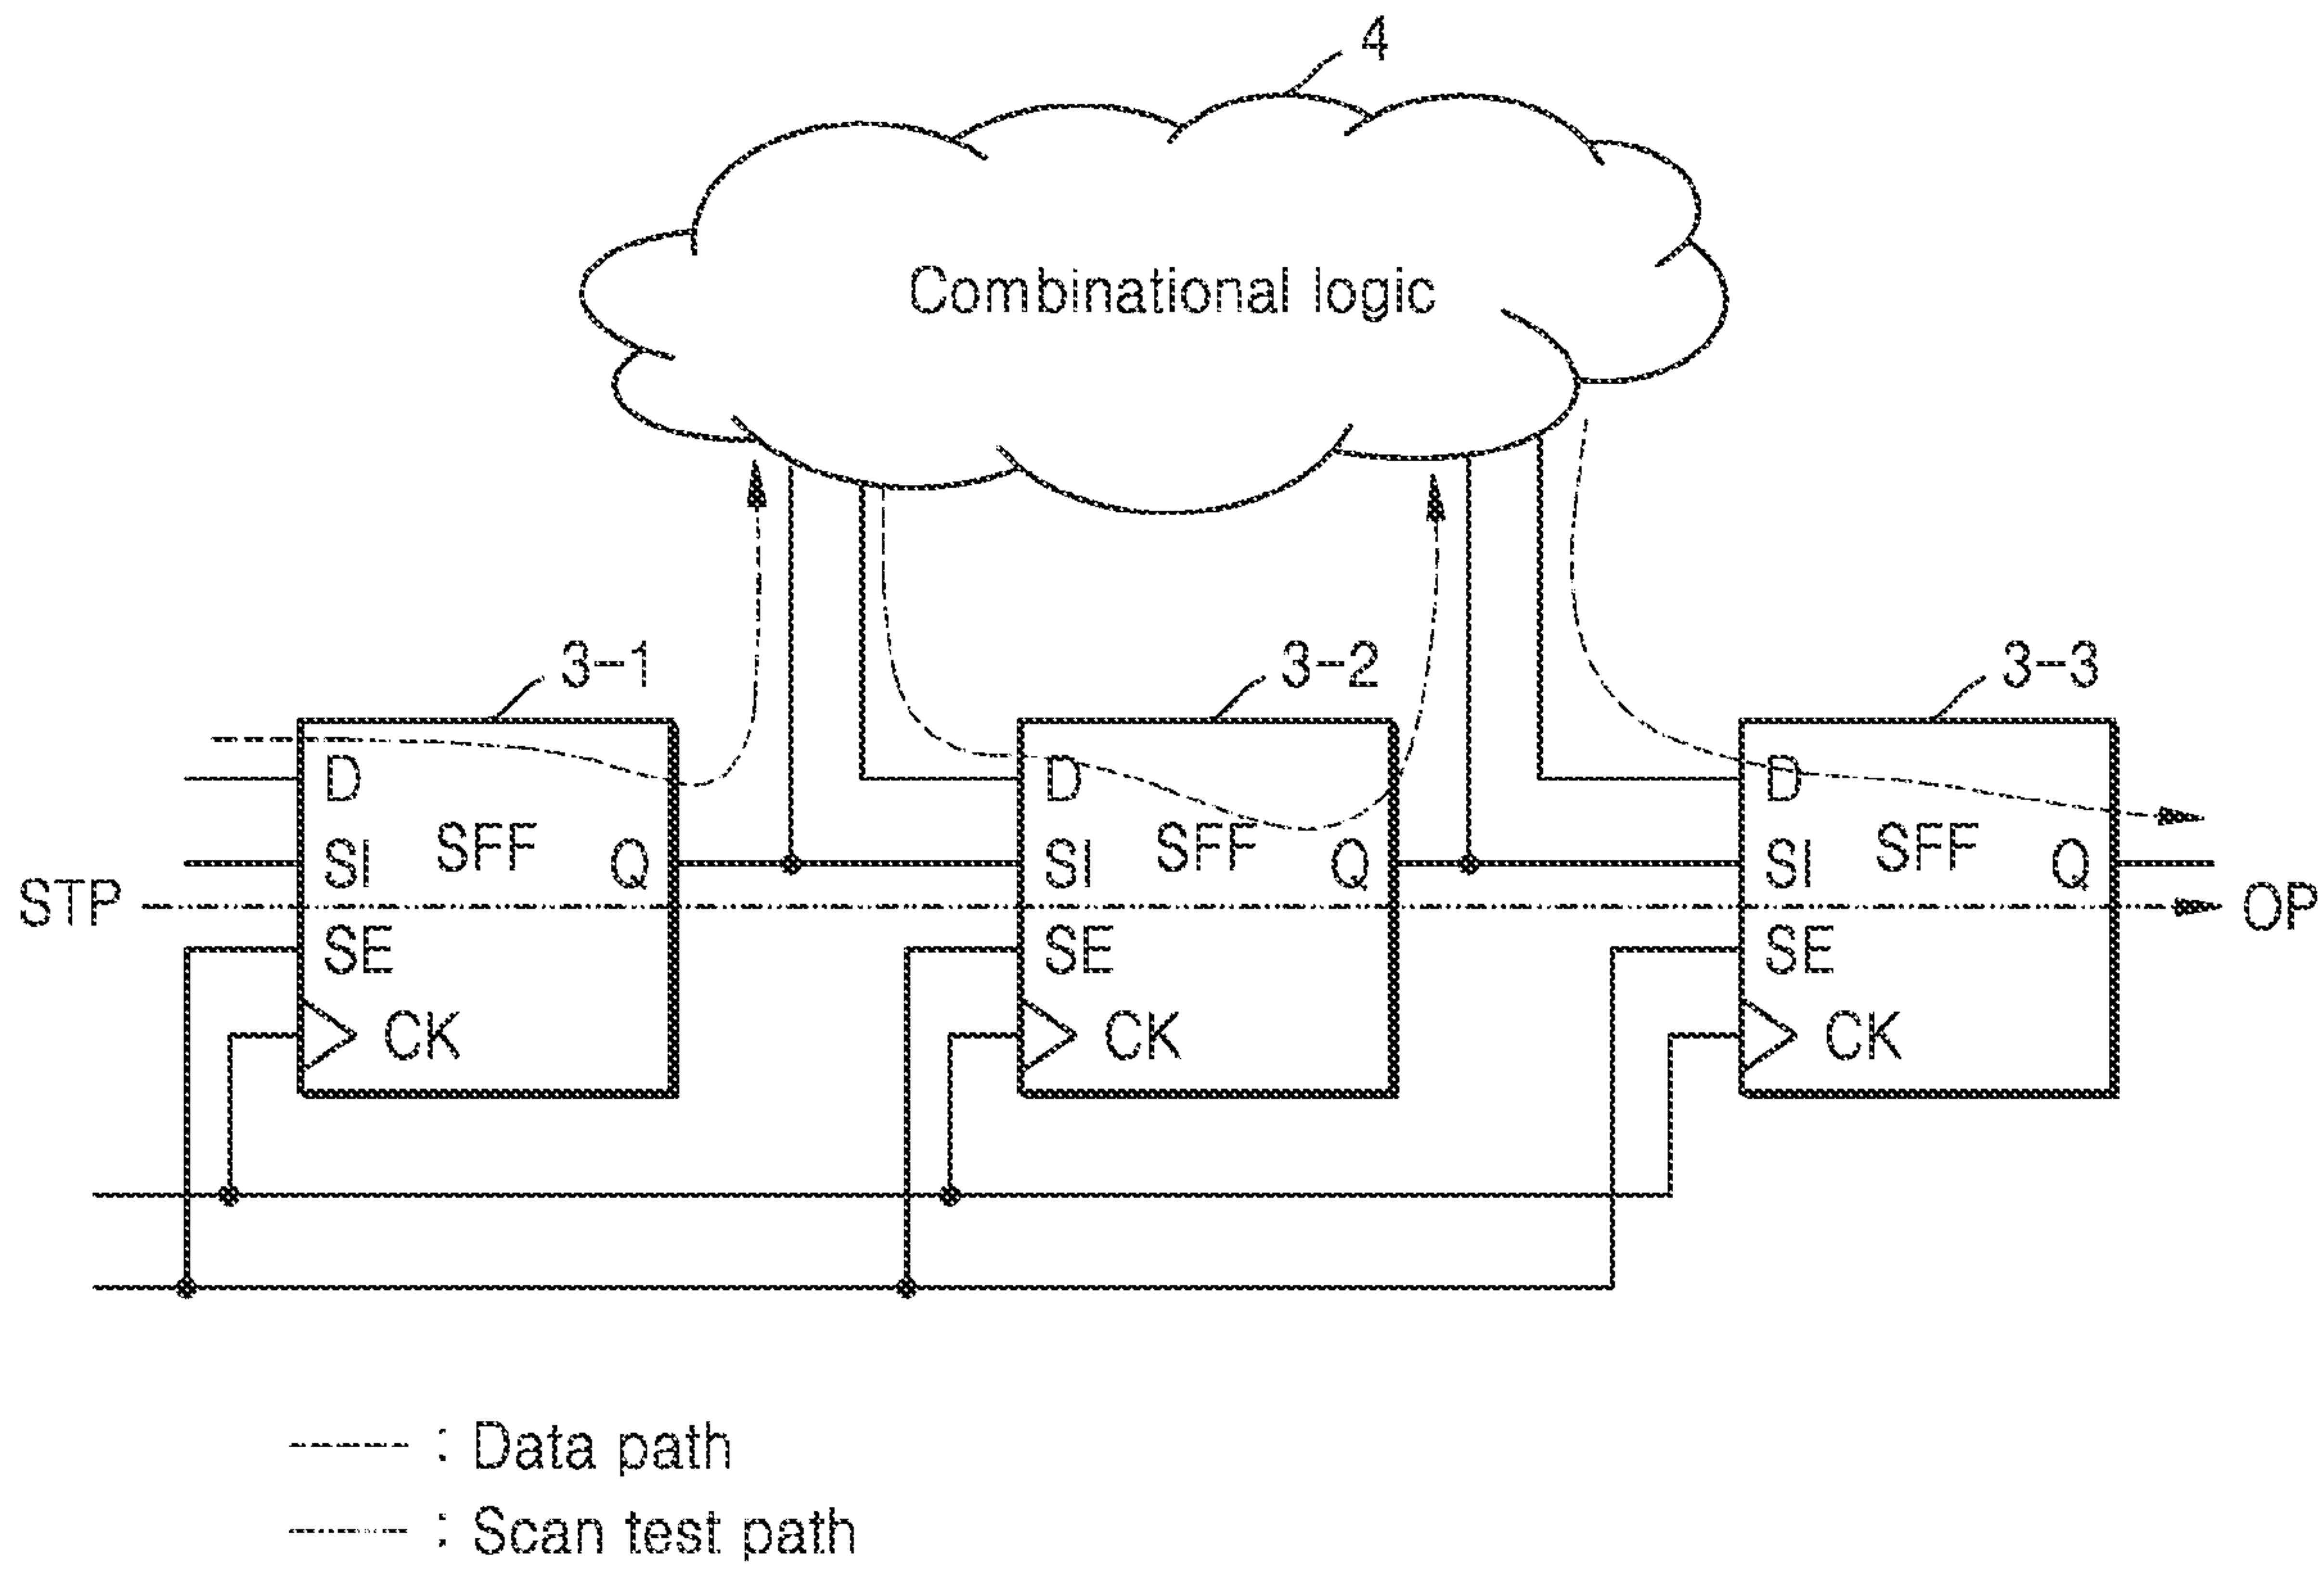 4
Combinational logic
3-1
3-2
3-3
D
SI SFF Q
SE
CK
D
SI SFF Q
SE
CK
D
SI SFF Q
SE
CK
STP
OP
: Data path
: Scan test path